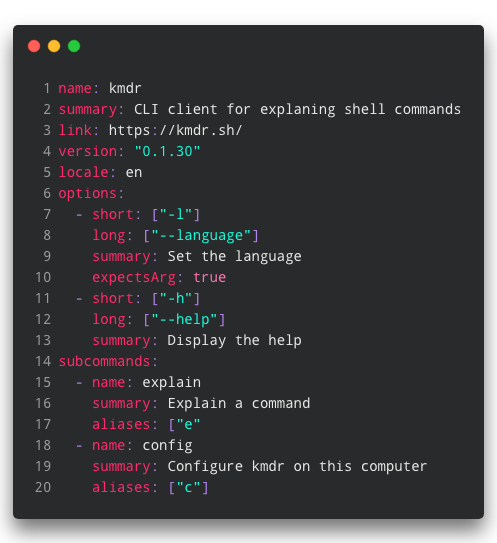 1 name: kmdr
2 summary: CLI client for explaning shell commands
3 link: https://kmdr.sh/
4 version: "0.1.30"
5 locale: en
6 options:
7   - short: ["-l"]
8     long: ["--language"]
9     summary: Set the language
10     expectsArg: true
11   - short: ["-h"]
12     long: ["--help"]
13     summary: Display the help
14 subcommands:
15   - name: explain
16     summary: Explain a command
17     aliases: ["e"
18   - name: config
19     summary: Configure kmdr on this computer
20     aliases: ["c"]